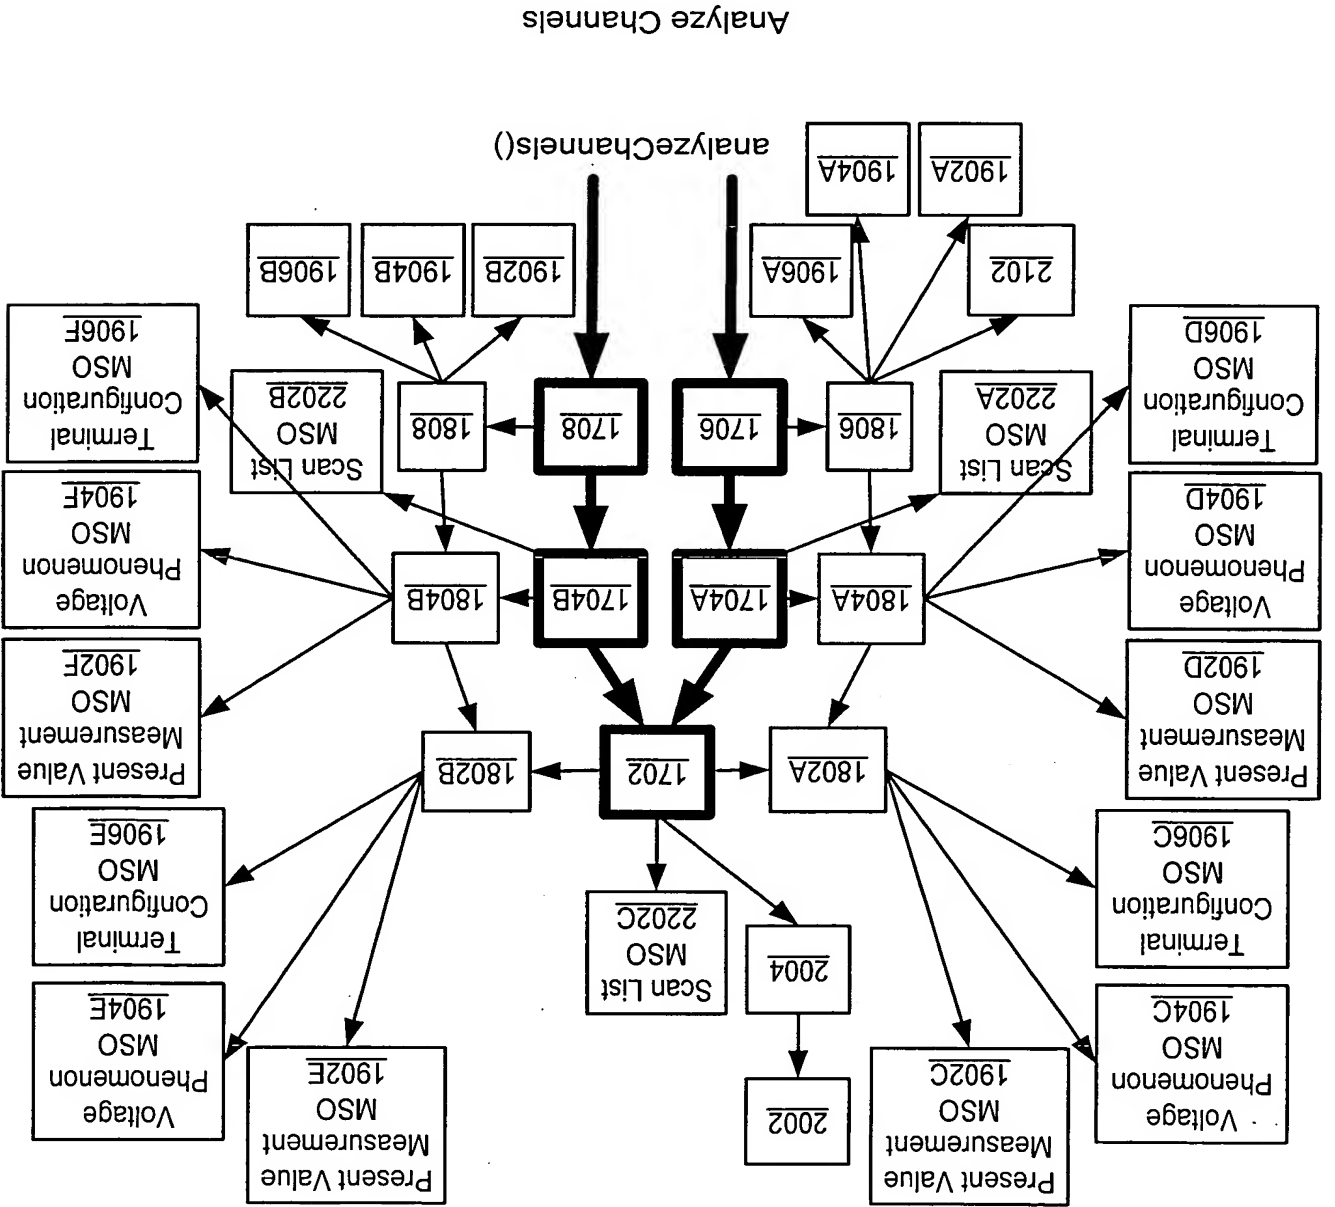 Voltage
Phenomenon
MSO
1904C
Present Value
Measurement
MSO
1902C
2002
Present Value
Measurement
MSO
1902E
Voltage
Phenomenon
MSO
1904E
Terminal
Configuration
MSO
1906C
2004
Scan List
MSO
2202C
Terminal
Configuration
MSO
1906E
Present Value
Measurement
MSO
1902D
1802A
1702
1802B
Present Value
Measurement
MSO
1902F
Voltage
Phenomenon
MSO
1904D
1804A
1704A
1704B
1804B
Voltage
Phenomenon
MSO
1904F
Terminal
Configuration
MSO
1906D
Scan List
MSO
2202A
1806
1706
1708
1808
Scan List
MSO
2202B
Terminal
Configuration
MSO
1906F
2102
1906A
1902B
1904B
1906B
1902A
1904A
analyzeChannels()
Analyze Channels